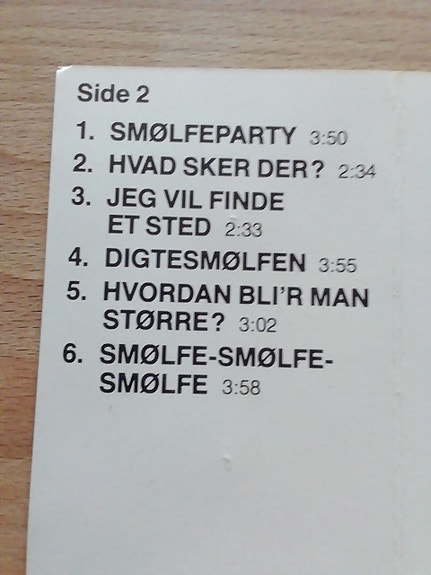 Side 2
1. SMØLFEPARTY 3:50
2. HVAD SKER DER? 2:34
3. JEG VIL FINDE
ET STED 2:33
4. DIGTESMØLFEN 3:55
5. HVORDAN BLI'R MAN
STØRRE? 3:02
6. SMØLFE-SMØLFE-
SMØLFE 3:58